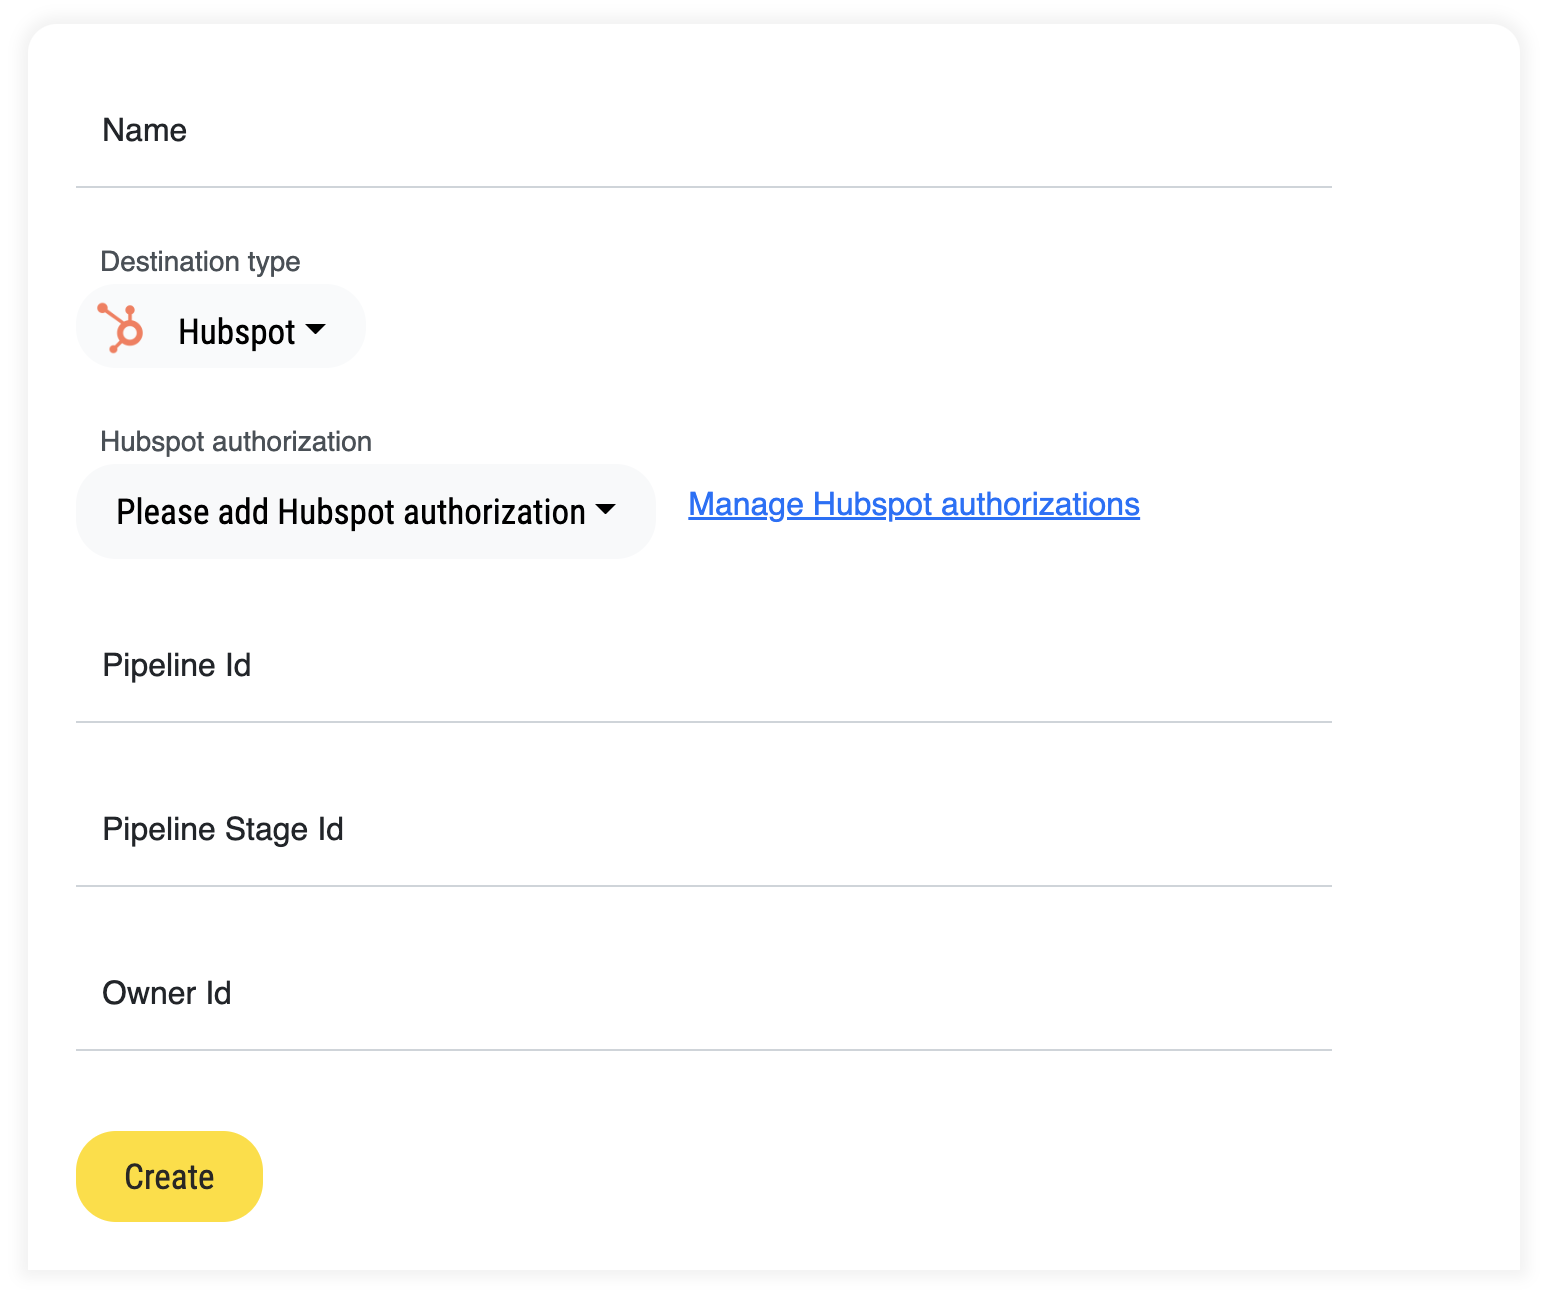 Name
Destination type
Hubspot
Hubspot authorization
Please add Hubspot authorization
Manage Hubspot authorizations
Pipeline Id
Pipeline Stage Id
Owner Id
Create